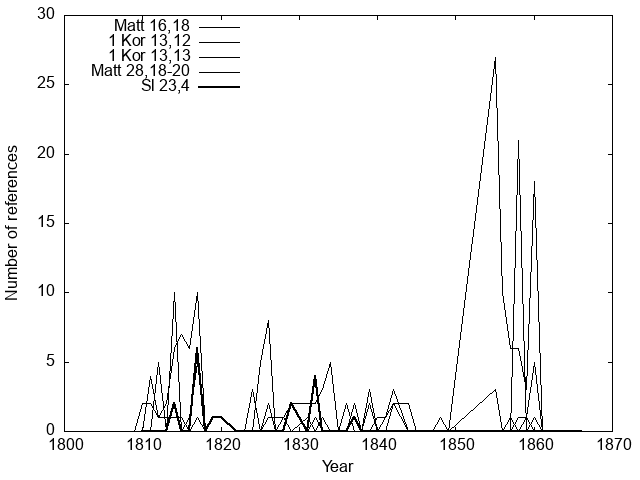 30
25
20
15
10
5
0
Number of references
Matt 16,18
1 Kor 13,12
1 Kor 13,13
Matt 28,18-20
Sl 23,4
1800 1810 1820 1830 1840 1850 1860 1870
Year